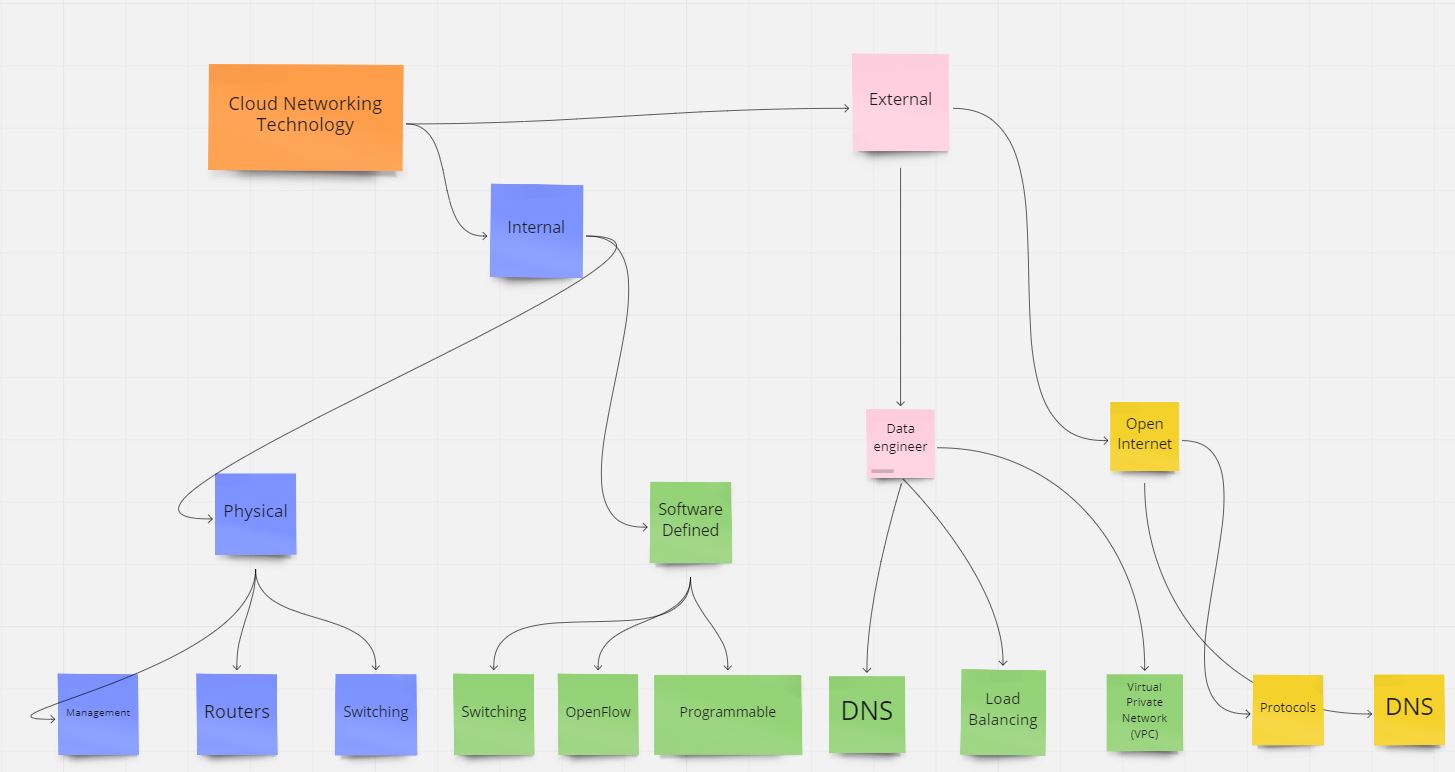 Cloud Networking
Technology
External
Internal
Data
engineer
Open
Internet
Physical
Software
Defined
Management
Routers
Switching
Switching
OpenFlow
Programmable
DNS
Load
Balancing
Virtual
Private
Network
(VPC)
Protocols
DNS